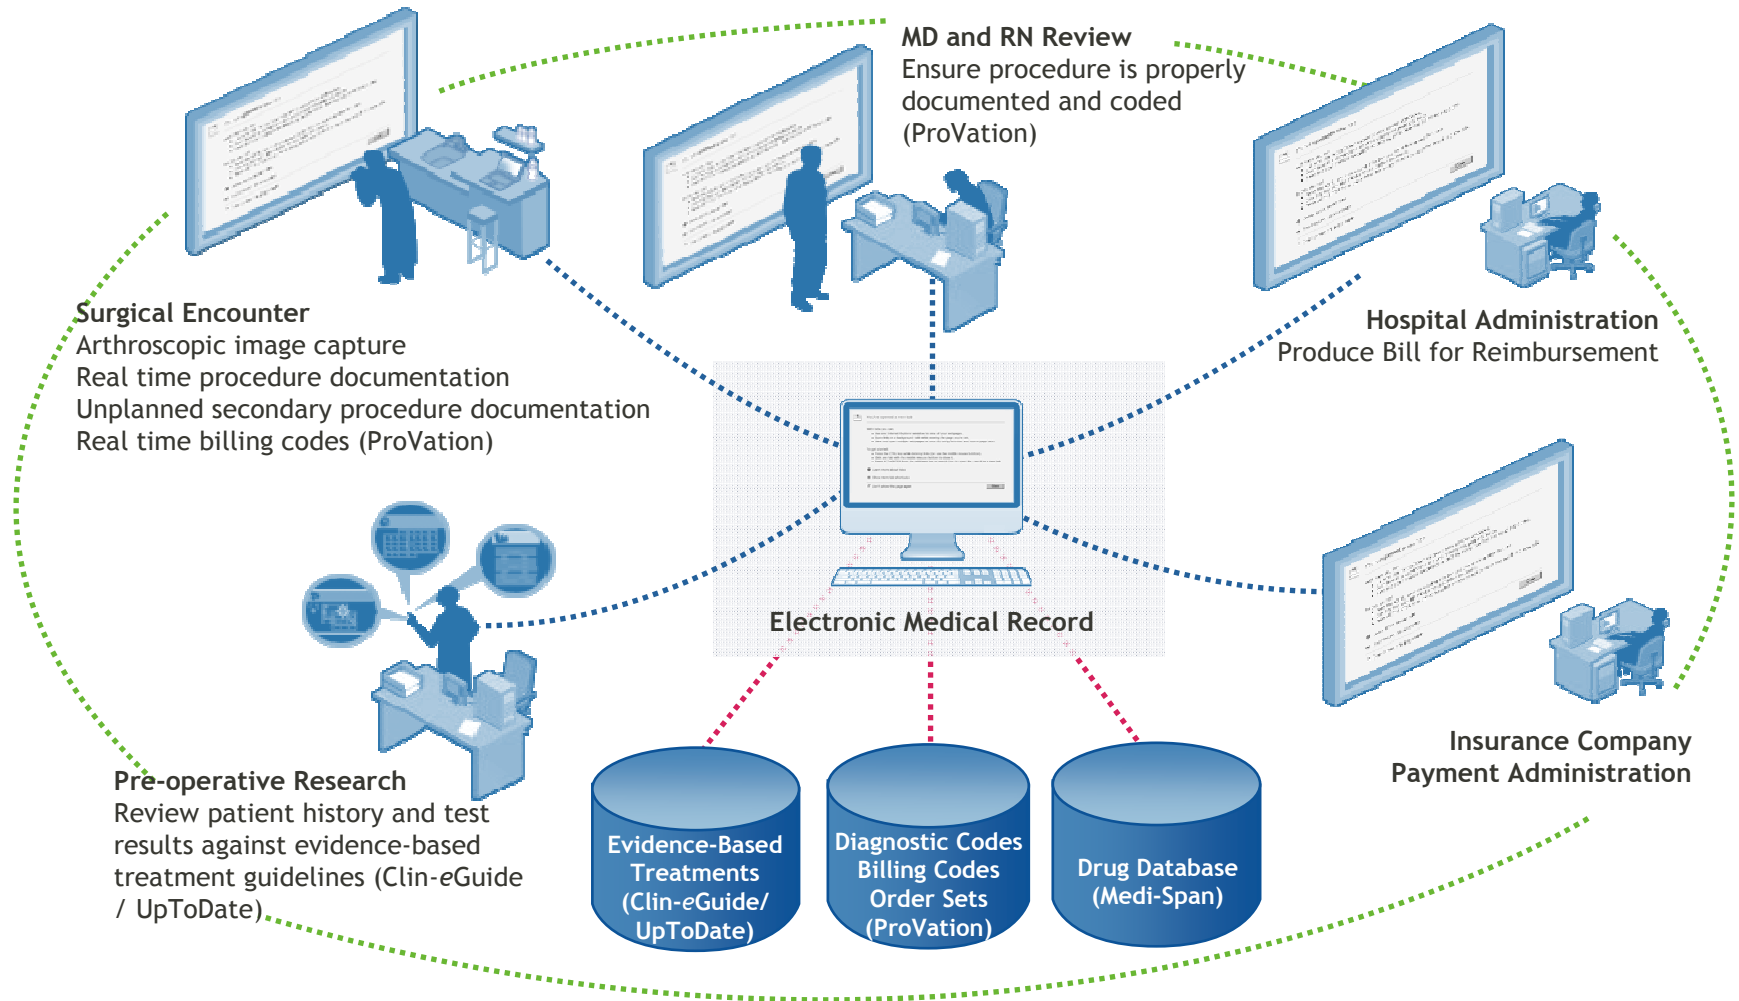 MD and RN Review
Ensure procedure is properly
documented and coded
(ProVation)
Surgical Encounter
Arthroscopic image capture
Real time procedure documentation
Unplanned secondary procedure documentation
Real time billing codes (ProVation)
Hospital Administration
Produce Bill for Reimbursement
Electronic Medical Record
Insurance Company
Payment Administration
Pre-operative Research
Review patient history and test
results against evidence-based
treatment guidelines (Clin-eGuide
/ UpToDate)
Evidence-Based
Treatments
(Clin-eGuide/
UpToDate)
Diagnostic Codes
Billing Codes
Order Sets
(ProVation)
Drug Database
(Medi-Span)